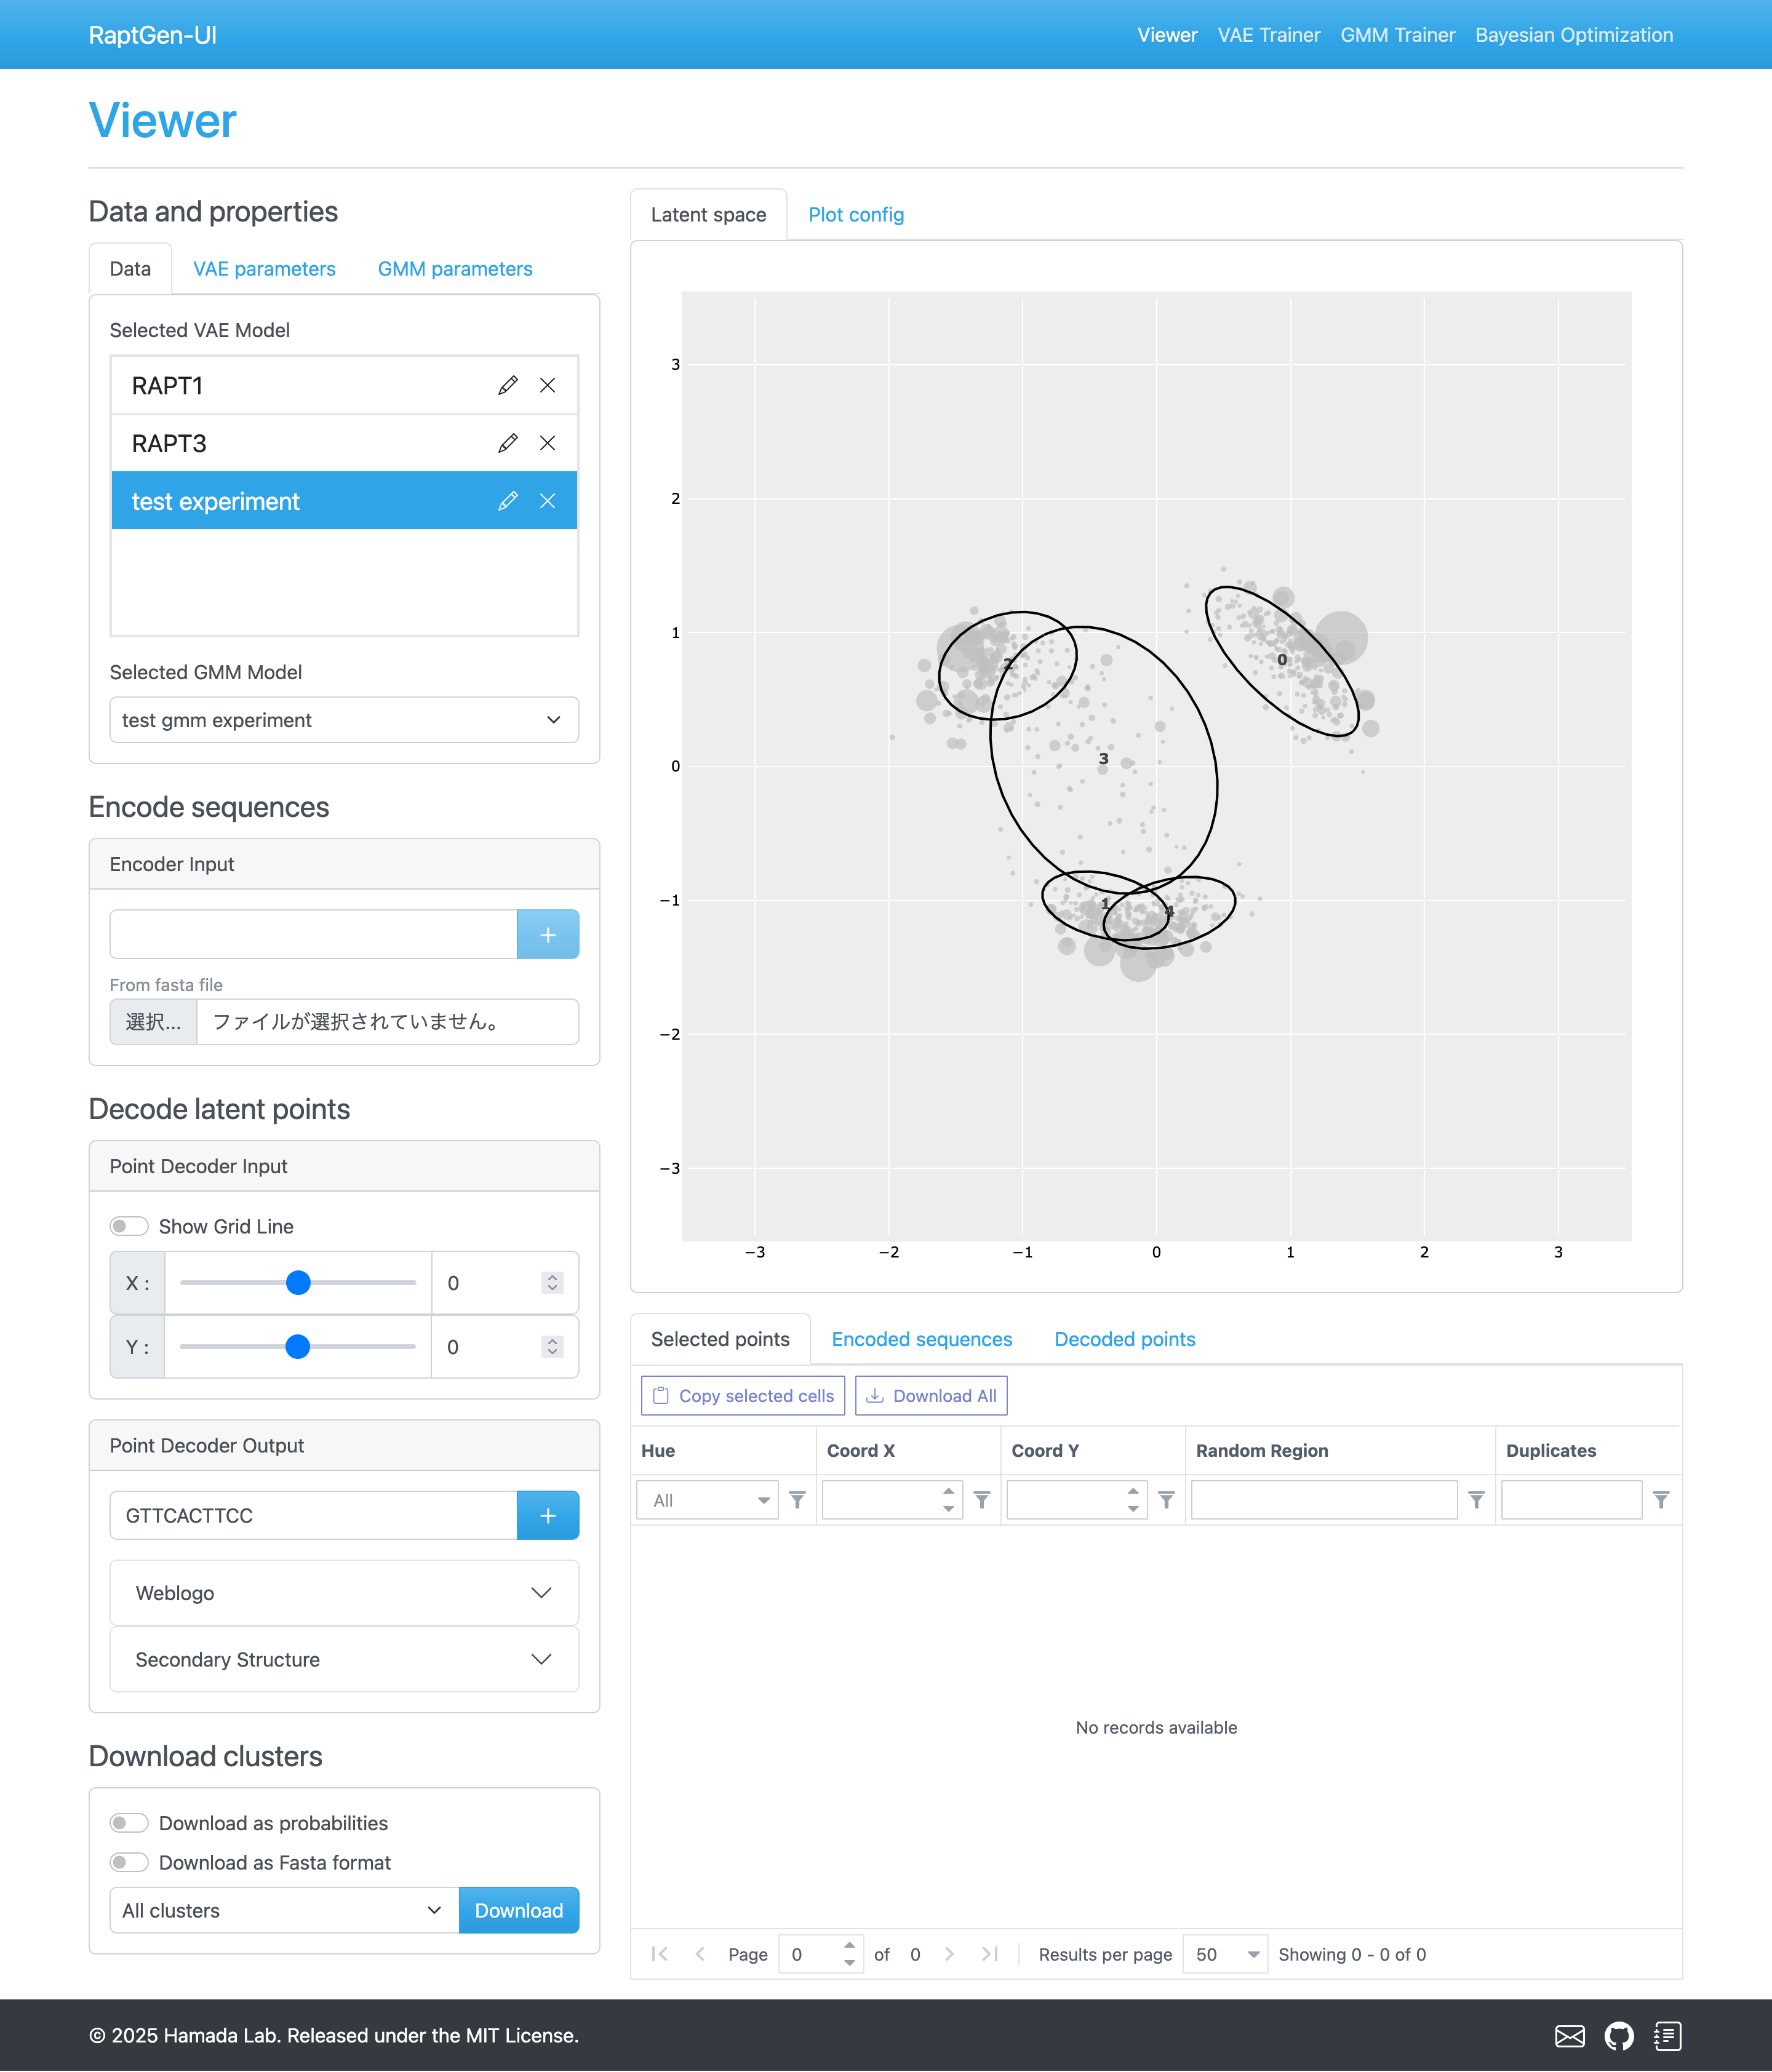 RaptGen-UI
Viewer VAE Trainer GMM Trainer Bayesian Optimization
Viewer
Data and properties
Data VAE parameters GMM parameters
Selected VAE Model
RAPT1
RAPT3
test experiment
Selected GMM Model
test gmm experiment
Encode sequences
Encoder Input
+
From fasta file
選択... ファイルが選択されていません。
Decode latent points
Point Decoder Input
Show Grid Line
X : 0
Y : 0
Point Decoder Output
GTTCACTTCC +
Weblogo
Secondary Structure
Download clusters
Download as probabilities
Download as Fasta format
All clusters Download
Latent space Plot config
3
2
1
0
−1
−2
−3
−3 −2 −1 0 1 2 3
0
2
3
1
4
Selected points Encoded sequences Decoded points
Copy selected cells Download All
Hue Coord X Coord Y Random Region Duplicates
All
No records available
Page 0 of 0 Results per page 50 Showing 0 - 0 of 0
© 2025 Hamada Lab. Released under the MIT License.